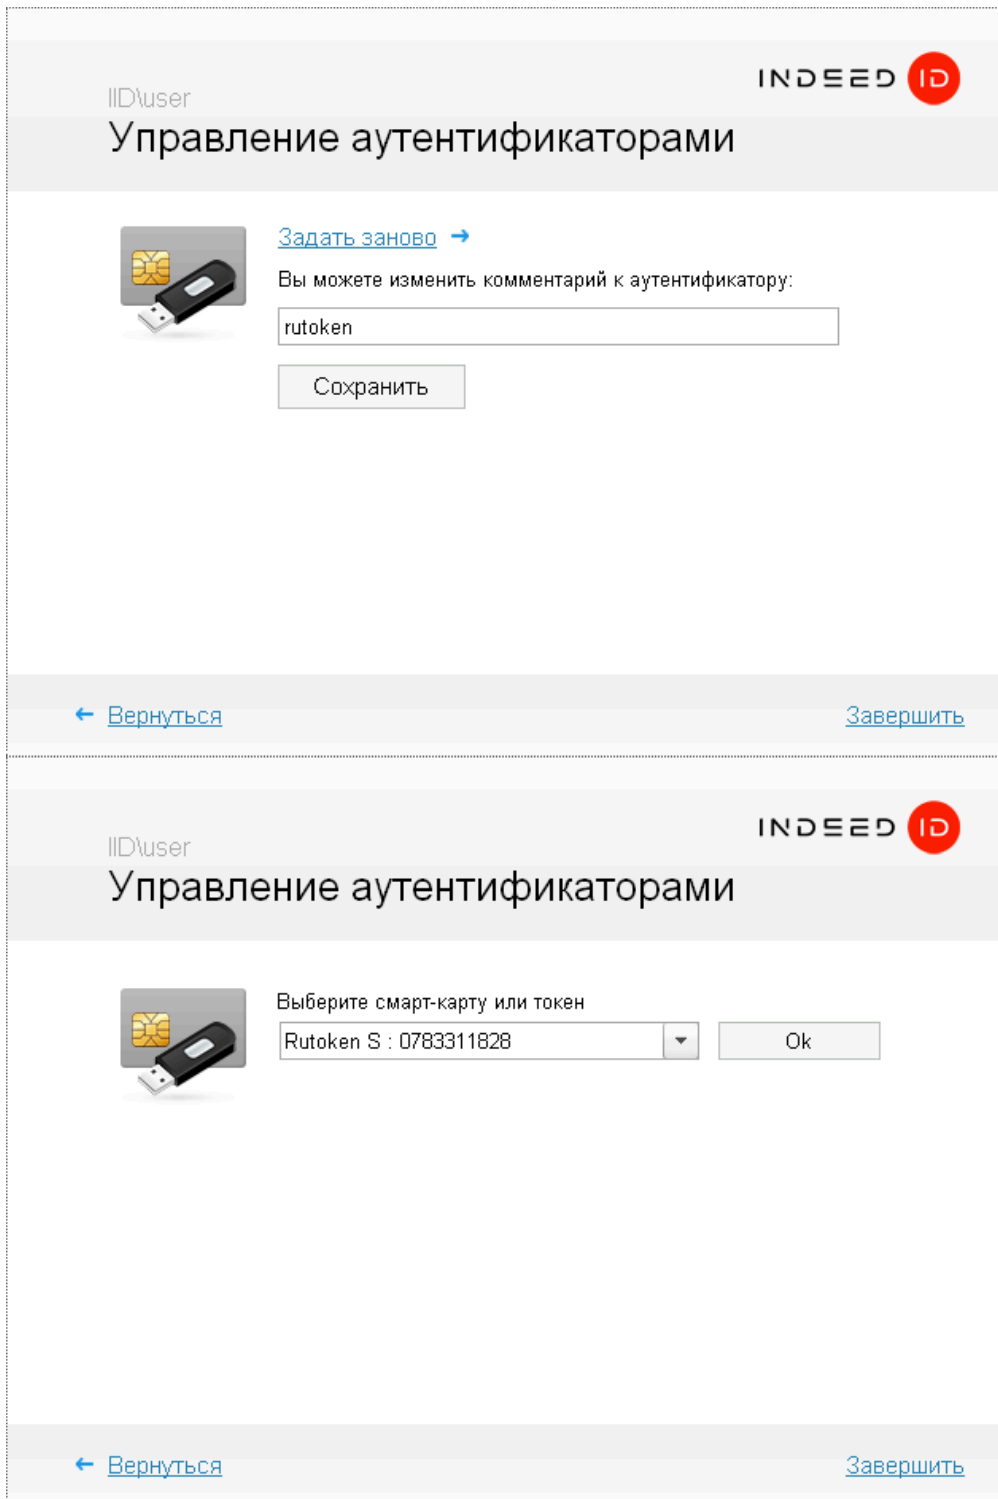 INDEED ID
IID\user
Управление аутентификаторами
Задать заново →
Вы можете изменить комментарий к аутентификатору:
rutoken
Сохранить
← Вернуться
Завершить
INDEED ID
IID\user
Управление аутентификаторами
Выберите смарт-карту или токен
Rutoken S : 0783311828
Ok
← Вернуться
Завершить